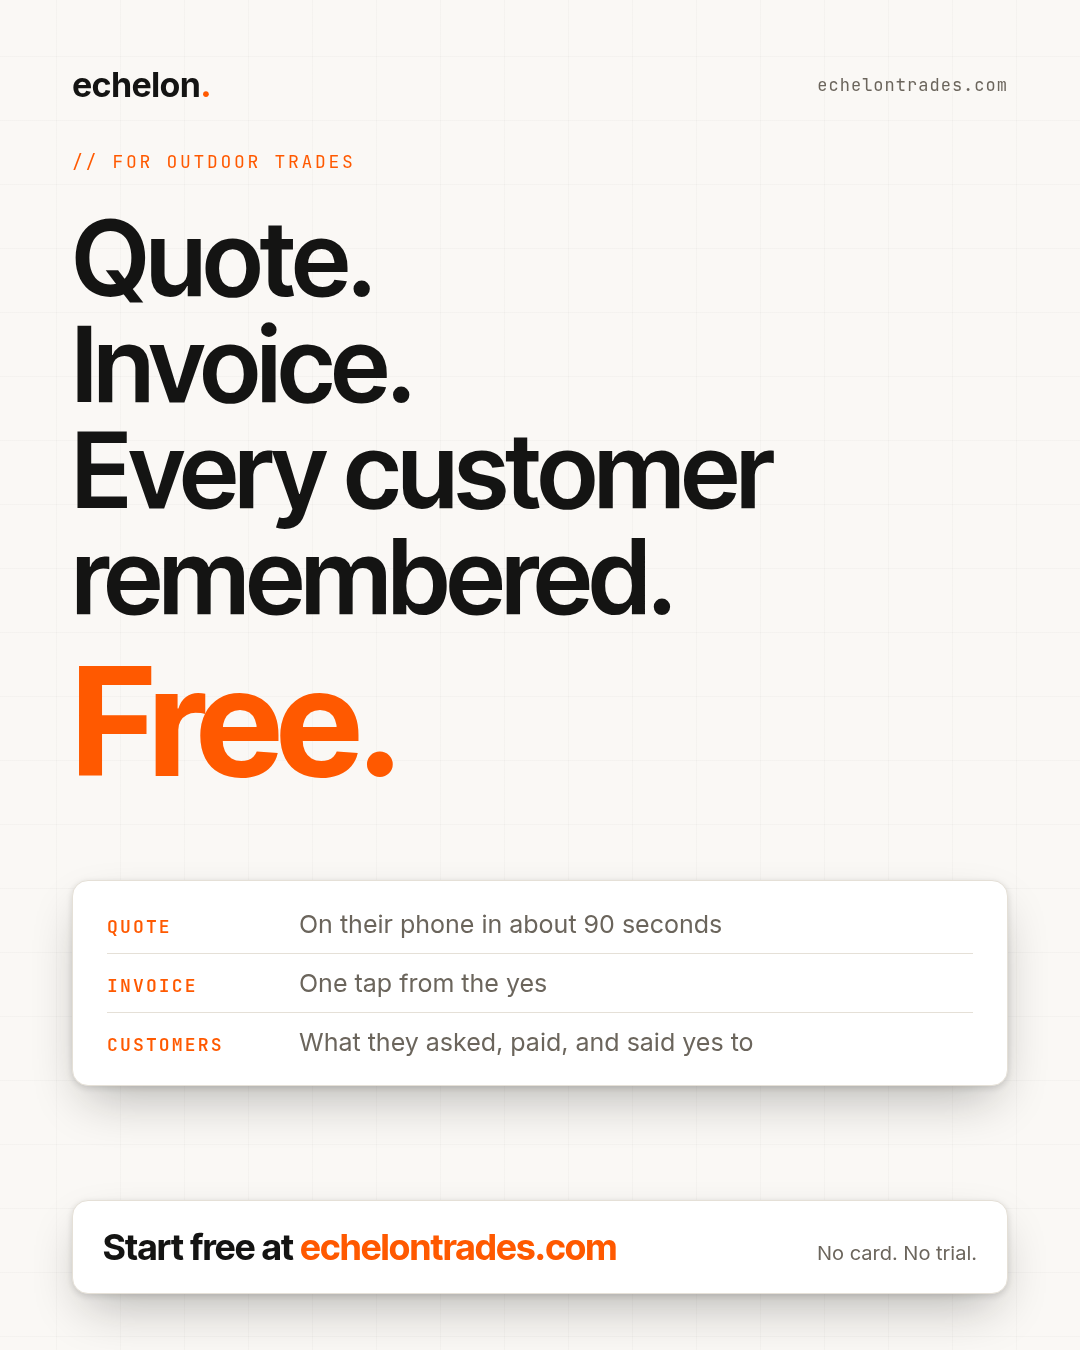 echelon.
echelontrades.com
// FOR OUTDOOR TRADES
Quote.
Invoice.
Every customer
remembered.
Free.
QUOTE On their phone in about 90 seconds
INVOICE One tap from the yes
CUSTOMERS What they asked, paid, and said yes to
Start free at echelontrades.com
No card. No trial.